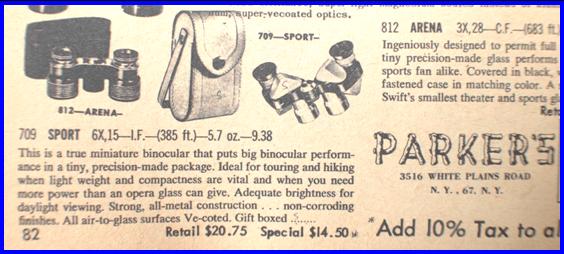 super-vecoated optics.
709—SPORT—
812—ARENA—
812 ARENA 3X,28—C.F.—(683 ft.)
Ingeniously designed to permit full
tiny precision-made glass performs
sports fan alike. Covered in black,
fastened case in matching color. A
Swift's smallest theater and sports
709 SPORT 6X,15—I.F.—(385 ft.)—5.7 oz.—9.38
This is a true miniature binocular that puts big binocular perform-
ance in a tiny, precision-made package. Ideal for touring and hiking
when light weight and compactness are vital and when you need
more power than an opera glass can give. Adequate brightness for
daylight viewing. Strong, all-metal construction . . . non-corroding
finishes. All air-to-glass surfaces Ve-coted. Gift boxed
Retail $20.75 Special $14.50*
82
PARKER'S
3516 WHITE PLAINS ROAD
N. Y., 67, N. Y.
* Add 10% Tax to